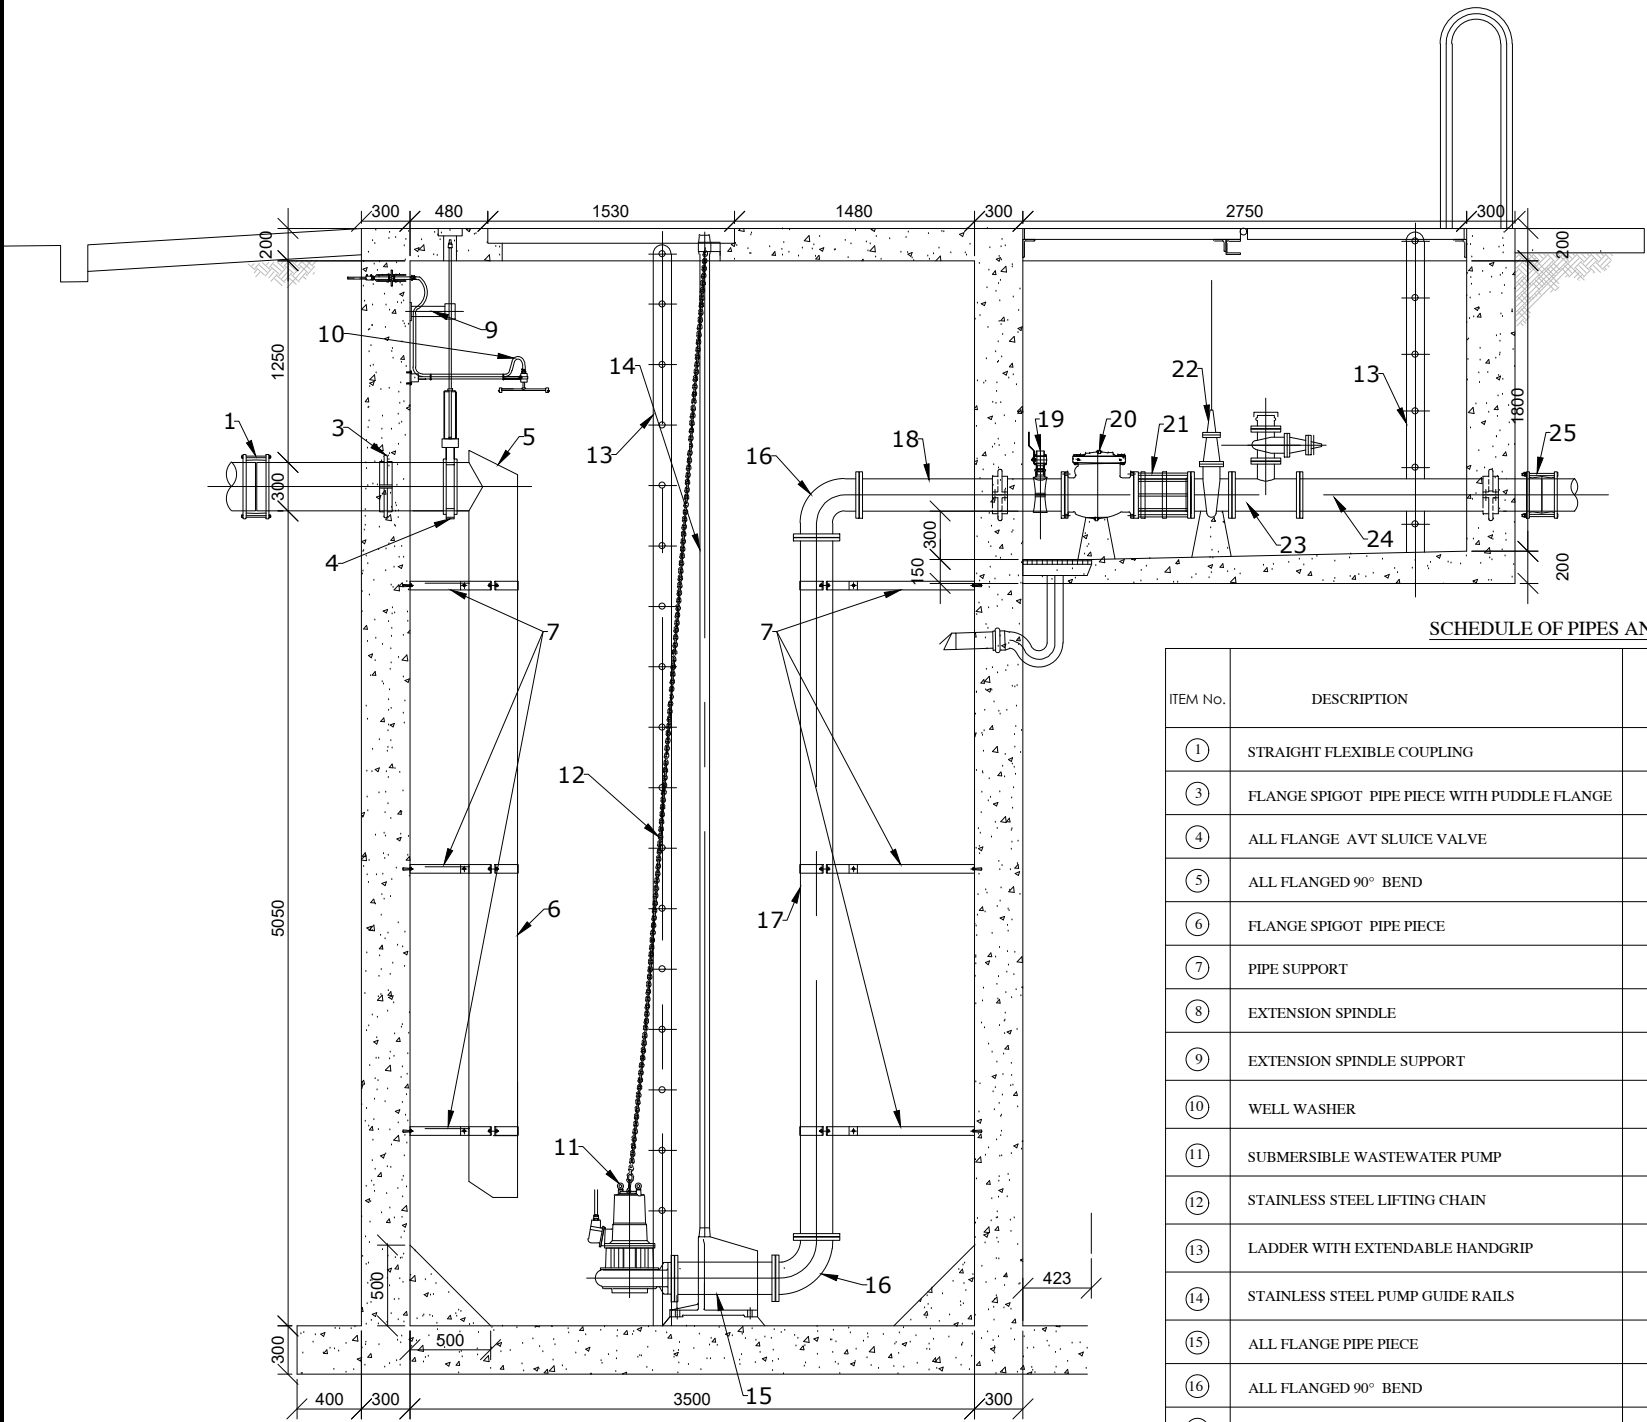 300 480 1530 1480 300 2750 300
200
200
9
10
1250
14
22
13
1800
1
3
5
13
16
18
19
20
21
25
300
4
300
150
23
24
200
7
7
SCHEDULE OF PIPES AN
ITEM No. DESCRIPTION
1 STRAIGHT FLEXIBLE COUPLING
3 FLANGE SPIGOT PIPE PIECE WITH PUDDLE FLANGE
4 ALL FLANGE AVT SLUICE VALVE
5 ALL FLANGED 90° BEND
6 FLANGE SPIGOT PIPE PIECE
7 PIPE SUPPORT
8 EXTENSION SPINDLE
9 EXTENSION SPINDLE SUPPORT
10 WELL WASHER
11 SUBMERSIBLE WASTEWATER PUMP
12 STAINLESS STEEL LIFTING CHAIN
13 LADDER WITH EXTENDABLE HANDGRIP
14 STAINLESS STEEL PUMP GUIDE RAILS
15 ALL FLANGE PIPE PIECE
16 ALL FLANGED 90° BEND
12
5050
6
17
11
500
16
423
300
500
15
400 300 3500 300